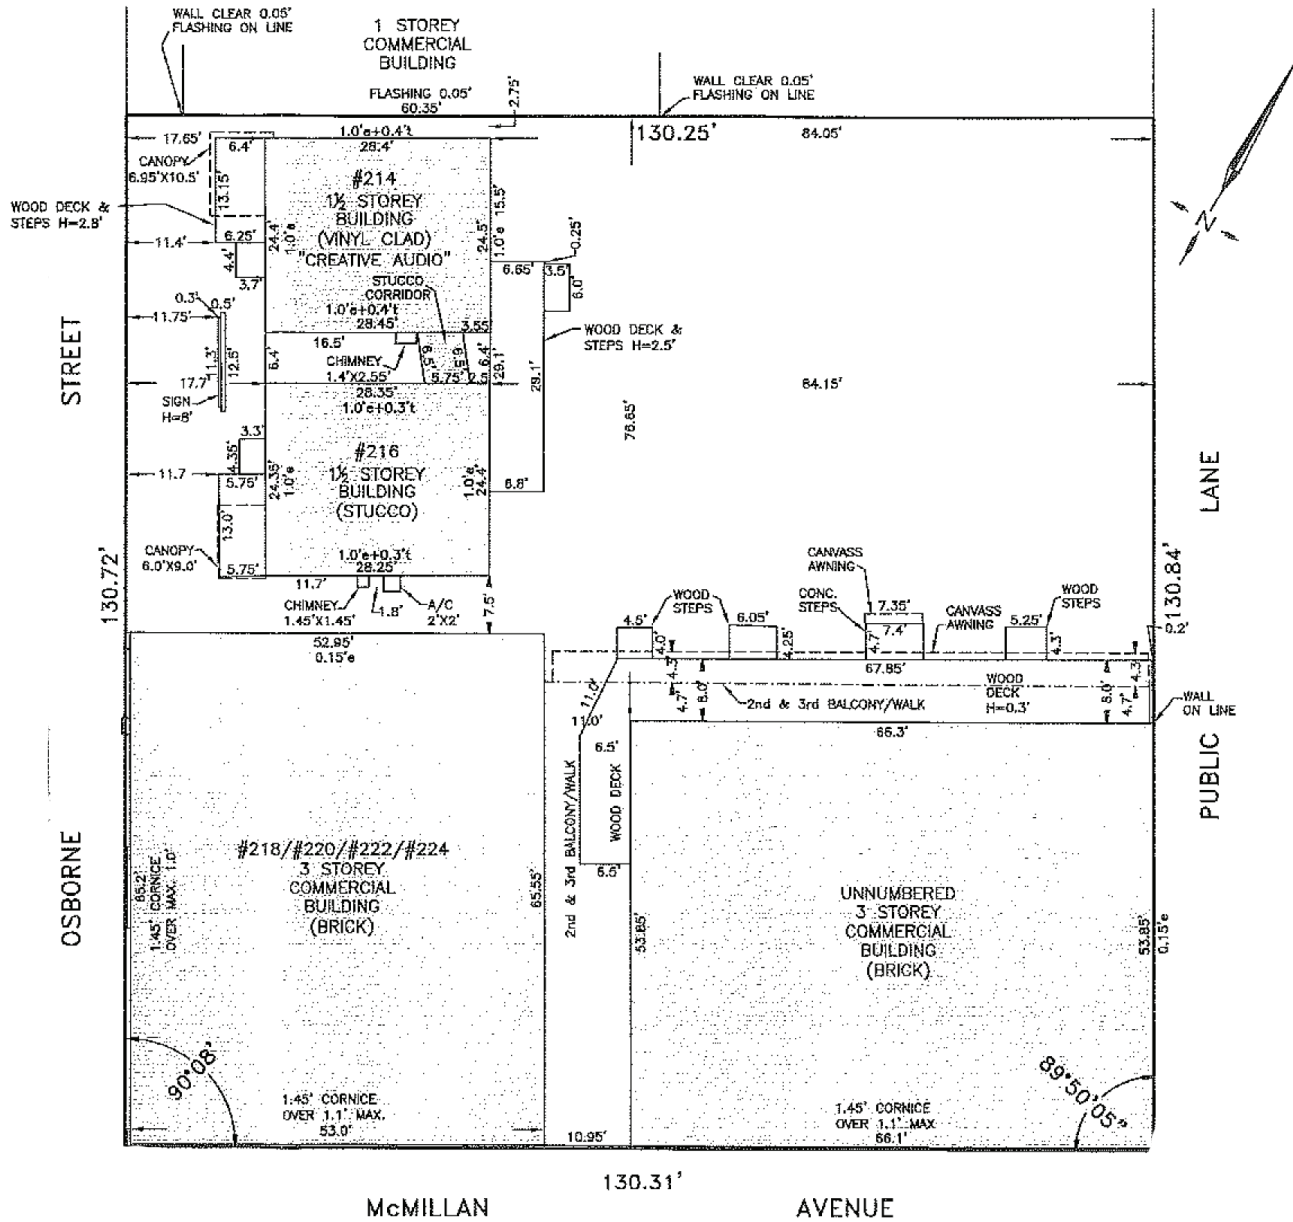 WALL CLEAR 0.05'
FLASHING ON LINE
1 STOREY
COMMERCIAL
BUILDING
FLASHING 0.05'
60.35'
2.75'
WALL CLEAR 0.05'
FLASHING ON LINE
17.65'
1.0'e+0.4't
130.25'
84.05'
6.4'
28.4'
CANOPY
6.95'X10.5'
13.15'
#214
1½ STOREY
BUILDING
(VINYL CLAD)
"CREATIVE AUDIO"
15.5'
WOOD DECK &
STEPS H=2.8'
11.4'
6.25'
24.4'
1.0'e
24.5'
1.0'e
N
0.25'
4.4'
3.7'
STUCCO
CORRIDOR
6.65'
3.5'
6.0'
0.3'
0.5'
11.75'
1.0'e+0.4't
28.45'
3.55'
WOOD DECK &
STEPS H=2.5'
16.5'
CHIMNEY
1.4'X2.55'
6.5'
6.5'
6.4'
29.1'
29.1'
11.3'
12.5'
6.4'
5.75'
2.5
17.7'
SIGN
H=8'
28.35'
1.0'e+0.3't
84.15'
76.65'
STREET
3.3'
4.35'
#216
1½ STOREY
BUILDING
(STUCCO)
11.7
5.75'
24.35'
1.0'e
1.0'e
24.4'
6.8'
LANE
13.0'
CANOPY
6.0'X9.0'
5.75'
1.0'e+0.3't
28.25'
130.72'
11.7'
CHIMNEY
1.45'X1.45'
1.8'
A/C
2'X2'
7.5'
CANVASS
AWNING
CONC.
STEPS
7.35'
7.4'
4.7'
CANVASS
AWNING
WOOD
STEPS
WOOD
STEPS
130.84'
0.2'
4.5'
4.0'
6.05'
4.25'
5.25'
4.3'
52.95'
0.15'e
4.3'
8.0'
4.7'
67.85'
WOOD
DECK
H=0.3'
4.3'
8.0'
4.7'
2nd & 3rd BALCONY/WALK
WALL
ON LINE
11.0'
11.0'
6.5'
66.3'
WOOD DECK
2nd & 3rd BALCONY/WALK
6.5'
PUBLIC
OSBORNE
#218/#220/#222/#224
3 STOREY
COMMERCIAL
BUILDING
(BRICK)
1.45' CORNICE
OVER MAX. 1.0'
65.55'
53.85'
UNNUMBERED
3 STOREY
COMMERCIAL
BUILDING
(BRICK)
53.85'
0.15'e
90°08'
89°50'05"
1.45' CORNICE
OVER 1.1' MAX.
53.0'
10.95'
1.45' CORNICE
OVER 1.1' MAX
66.1'
130.31'
McMILLAN
AVENUE